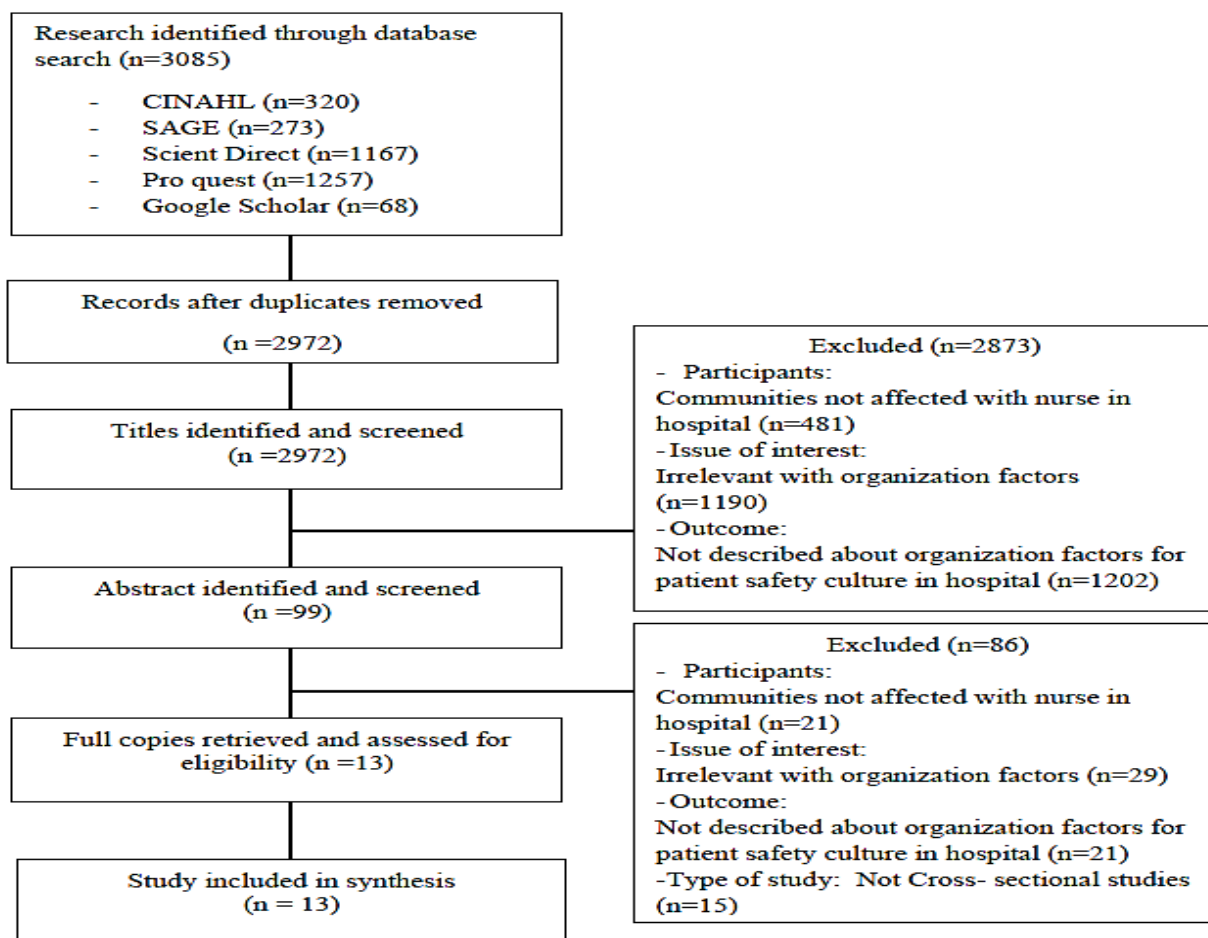 Research identified through database
search (n=3085)
- CINAHL (n=320)
- SAGE (n=273)
- Scient Direct (n=1167)
- Pro quest (n=1257)
- Google Scholar (n=68)
Records after duplicates removed
(n =2972)
Titles identified and screened
(n =2972)
Excluded (n=2873)
- Participants:
Communities not affected with nurse in
hospital (n=481)
-Issue of interest:
Irrelevant with organization factors
(n=1190)
-Outcome:
Not described about organization factors for
patient safety culture in hospital (n=1202)
Abstract identified and screened
(n =99)
Excluded (n=86)
- Participants:
Communities not affected with nurse in
hospital (n=21)
-Issue of interest:
Irrelevant with organization factors (n=29)
-Outcome:
Not described about organization factors for
patient safety culture in hospital (n=21)
-Type of study: Not Cross- sectional studies
(n=15)
Full copies retrieved and assessed for
eligibility (n =13)
Study included in synthesis
(n = 13)